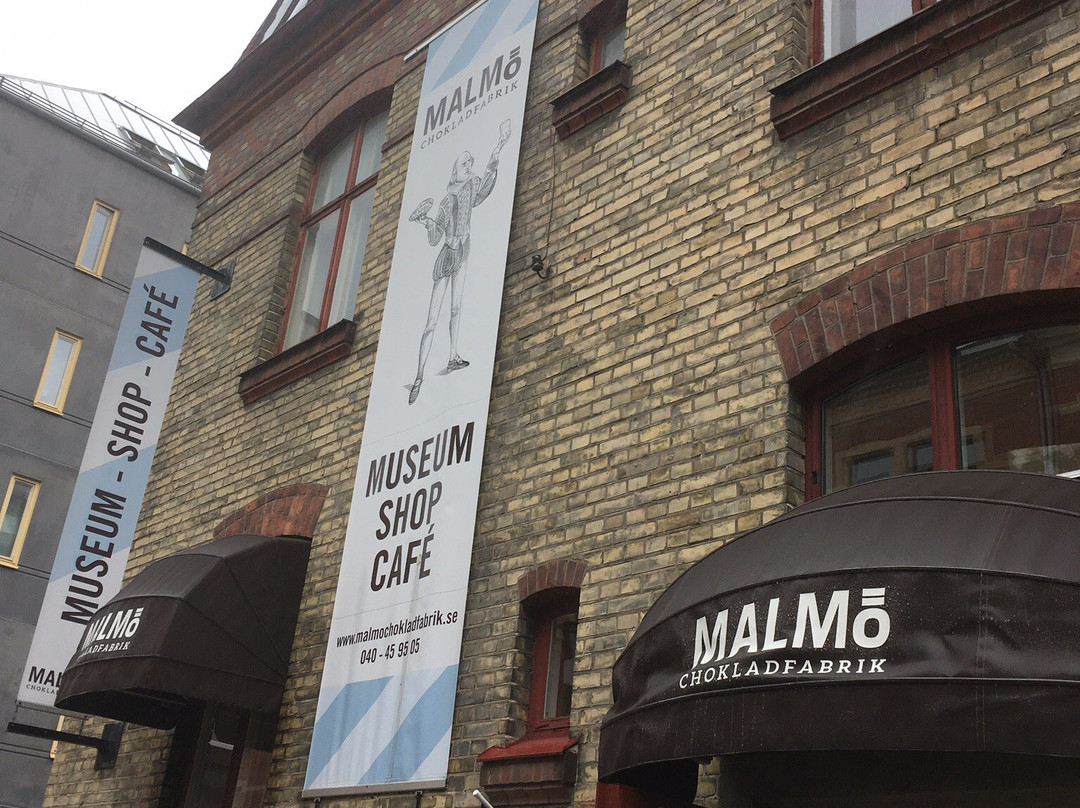 MALMÖ
CHOKLADFABRIK
MUSEUM
SHOP
CAFÉ
www.malmochokladfabrik.se
040 - 45 95 05
MUSEUM - SHOP - CAFÉ
MALMÖ
CHOKLADFABRIK
MALMÖ
CHOKLADFABRIK